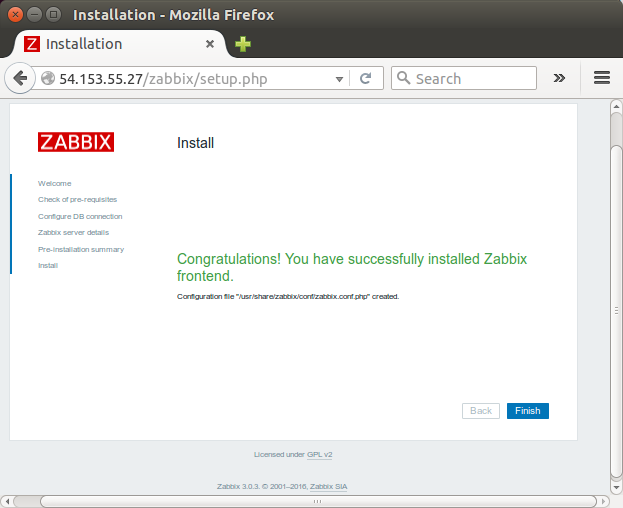 Installation - Mozilla Firefox
Z Installation
54.153.55.27/zabbix/setup.php
Search
ZABBIX
Install
Welcome
Check of pre-requisites
Configure DB connection
Zabbix server details
Pre-installation summary
Install
Congratulations! You have successfully installed Zabbix
frontend.
Configuration file "/usr/share/zabbix/conf/zabbix.conf.php" created.
Back
Finish
Licensed under GPL v2
Zabbix 3.0.3. © 2001–2016, Zabbix SIA